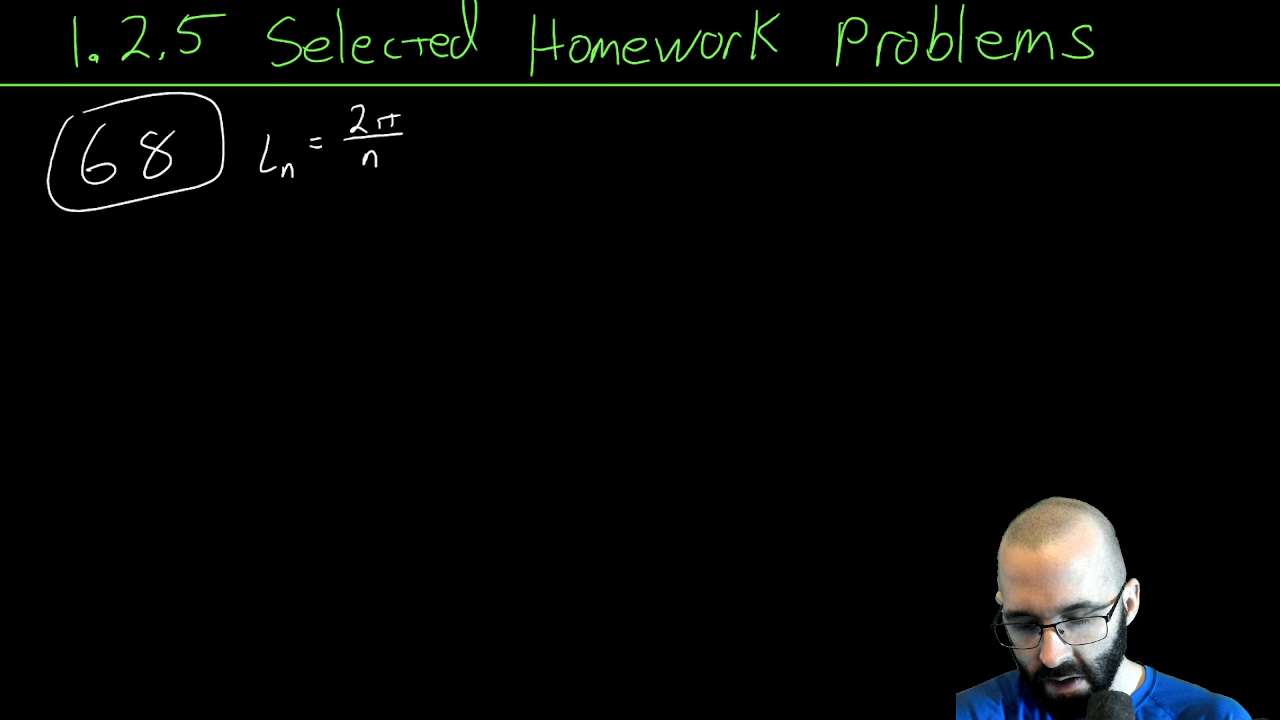 1.2.5 Selected Homework Problems
68 Lₙ = 2π/n